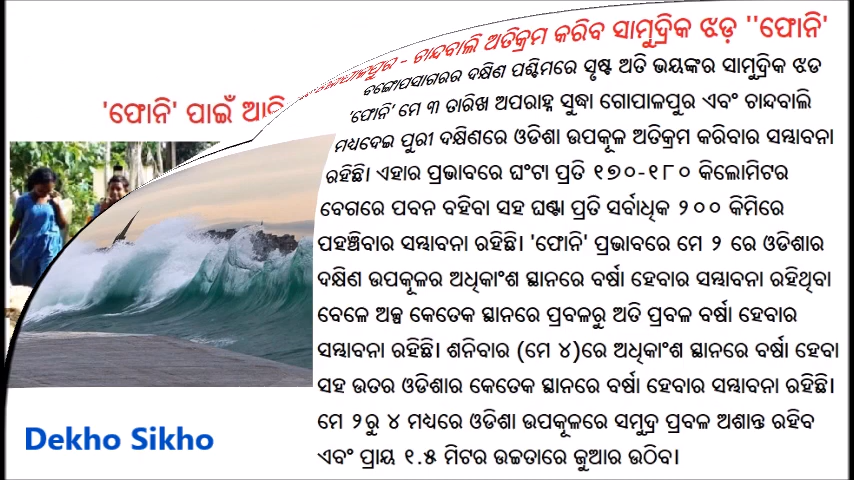 ଗୋପାଳପୁର - ଚାନ୍ଦବାଲି ଅତିକ୍ରମ କରିବ ସାମୁଦ୍ରିକ ଝଡ଼ ''ଫୋନି'
'ଫୋନି' ପାଇଁ ଆଜି
ବଙ୍ଗୋପସାଗରର ଦକ୍ଷିଣ ପଶ୍ଚିମରେ ସୃଷ୍ଟ ଅତି ଭୟଙ୍କର ସାମୁଦ୍ରିକ ଝଡ
'ଫୋନି' ମେ ୩ ତାରିଖ ଅପରାହ୍ନ ସୁଦ୍ଧା ଗୋପାଳପୁର ଏବଂ ଚାନ୍ଦବାଲି
ମଧ୍ୟଦେଇ ପୁରୀ ଦକ୍ଷିଣରେ ଓଡିଶା ଉପକୂଳ ଅତିକ୍ରମ କରିବାର ସମ୍ଭାବନା
ରହିଛି। ଏହାର ପ୍ରଭାବରେ ଘଂଟା ପ୍ରତି ୧୭୦-୧୮୦ କିଲୋମିଟର
ବେଗରେ ପବନ ବହିବା ସହ ଘଣ୍ଟା ପ୍ରତି ସର୍ବାଧିକ ୨୦୦ କିମିରେ
ପହଞ୍ଚିବାର ସମ୍ଭାବନା ରହିଛି। 'ଫୋନି' ପ୍ରଭାବରେ ମେ ୨ ରେ ଓଡିଶାର
ଦକ୍ଷିଣ ଉପକୂଳର ଅଧିକାଂଶ ସ୍ଥାନରେ ବର୍ଷା ହେବାର ସମ୍ଭାବନା ରହିଥିବା
ବେଳେ ଅଳ୍ପ କେତେକ ସ୍ଥାନରେ ପ୍ରବଳରୁ ଅତି ପ୍ରବଳ ବର୍ଷା ହେବାର
ସମ୍ଭାବନା ରହିଛି। ଶନିବାର (ମେ ୪)ରେ ଅଧିକାଂଶ ସ୍ଥାନରେ ବର୍ଷା ହେବା
ସହ ଉତର ଓଡିଶାର କେତେକ ସ୍ଥାନରେ ବର୍ଷା ହେବାର ସମ୍ଭାବନା ରହିଛି।
ମେ ୨ରୁ ୪ ମଧ୍ୟରେ ଓଡିଶା ଉପକୂଳରେ ସମୁଦ୍ର ପ୍ରବଳ ଅଶାନ୍ତ ରହିବ
ଏବଂ ପ୍ରାୟ ୧.୫ ମିଟର ଉଚ୍ଚତାରେ ଜୁଆର ଉଠିବ।
Dekho Sikho